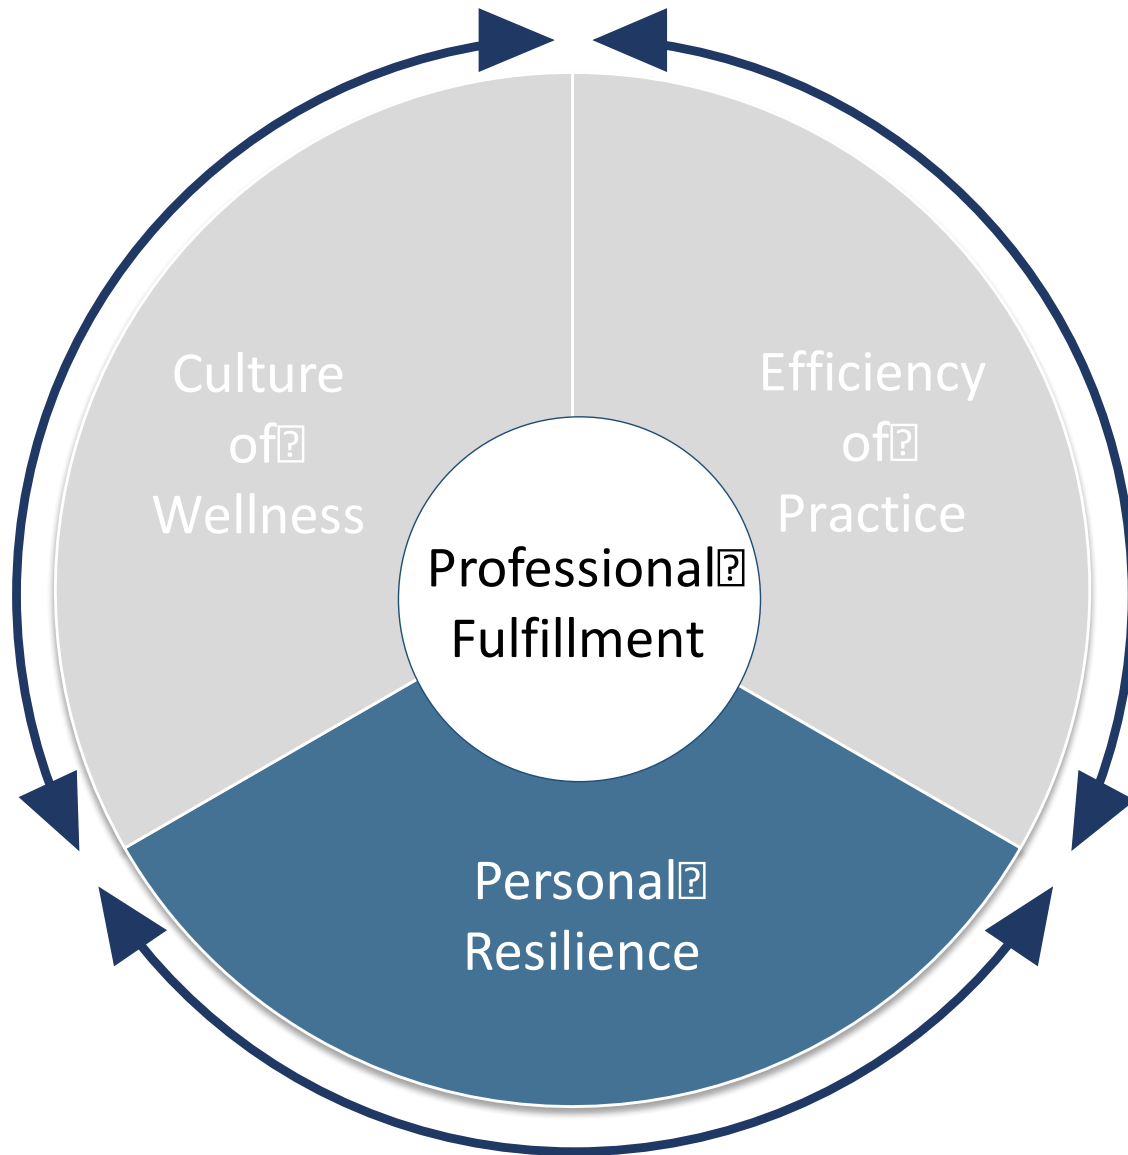 Culture
of⍰
Wellness
Efficiency
of⍰
Practice
Professional⍰
Fulfillment
Personal⍰
Resilience